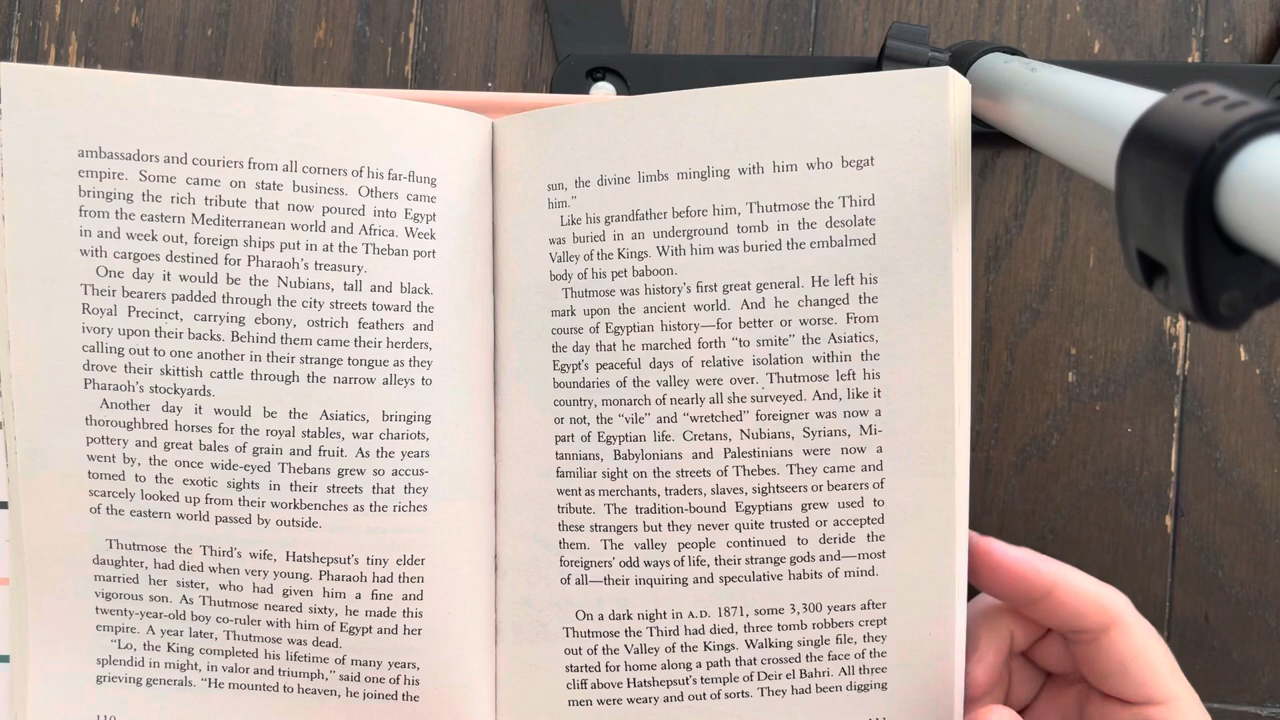 ambassadors and couriers from all corners of his far-flung
empire. Some came on state business. Others came
bringing the rich tribute that now poured into Egypt
from the eastern Mediterranean world and Africa. Week
in and week out, foreign ships put in at the Theban port
with cargoes destined for Pharaoh's treasury.
One day it would be the Nubians, tall and black.
Their bearers padded through the city streets toward the
Royal Precinct, carrying ebony, ostrich feathers and
ivory upon their backs. Behind them came their herders,
calling out to one another in their strange tongue as they
drove their skittish cattle through the narrow alleys to
Pharaoh's stockyards.
Another day it would be the Asiatics, bringing
thoroughbred horses for the royal stables, war chariots,
pottery and great bales of grain and fruit. As the years
went by, the once wide-eyed Thebans grew so accus-
tomed to the exotic sights in their streets that they
scarcely looked up from their workbenches as the riches
of the eastern world passed by outside.
Thutmose the Third's wife, Hatshepsut's tiny elder
daughter, had died when very young. Pharaoh had then
married her sister, who had given him a fine and
vigorous son. As Thutmose neared sixty, he made this
twenty-year-old boy co-ruler with him of Egypt and her
empire. A year later, Thutmose was dead.
"Lo, the King completed his lifetime of many years,
splendid in might, in valor and triumph," said one of his
grieving generals. "He mounted to heaven, he joined the
110
sun, the divine limbs mingling with him who begat
him."
Like his grandfather before him, Thutmose the Third
was buried in an underground tomb in the desolate
Valley of the Kings. With him was buried the embalmed
body of his pet baboon.
Thutmose was history's first great general. He left his
mark upon the ancient world. And he changed the
course of Egyptian history—for better or worse. From
the day that he marched forth "to smite" the Asiatics,
Egypt's peaceful days of relative isolation within the
boundaries of the valley were over. Thutmose left his
country, monarch of nearly all she surveyed. And, like it
or not, the "vile" and "wretched" foreigner was now a
part of Egyptian life. Cretans, Nubians, Syrians, Mi-
tannians, Babylonians and Palestinians were now a
familiar sight on the streets of Thebes. They came and
went as merchants, traders, slaves, sightseers or bearers of
tribute. The tradition-bound Egyptians grew used to
these strangers but they never quite trusted or accepted
them. The valley people continued to deride the
foreigners' odd ways of life, their strange gods and—most
of all—their inquiring and speculative habits of mind.
On a dark night in A.D. 1871, some 3,300 years after
Thutmose the Third had died, three tomb robbers crept
out of the Valley of the Kings. Walking single file, they
started for home along a path that crossed the face of the
cliff above Hatshepsut's temple of Deir el Bahri. All three
men were weary and out of sorts. They had been digging